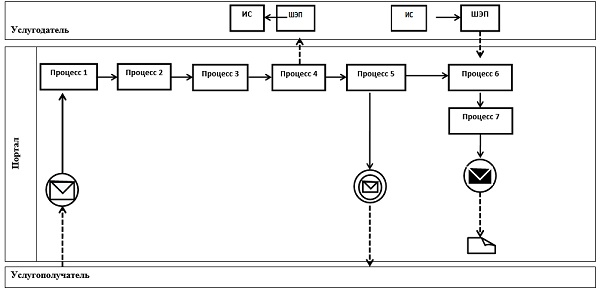 Услугодатель
ИС
ШЭП
ИС
ШЭП
Портал
Процесс 1
Процесс 2
Процесс 3
Процесс 4
Процесс 5
Процесс 6
Процесс 7
Услугополучатель